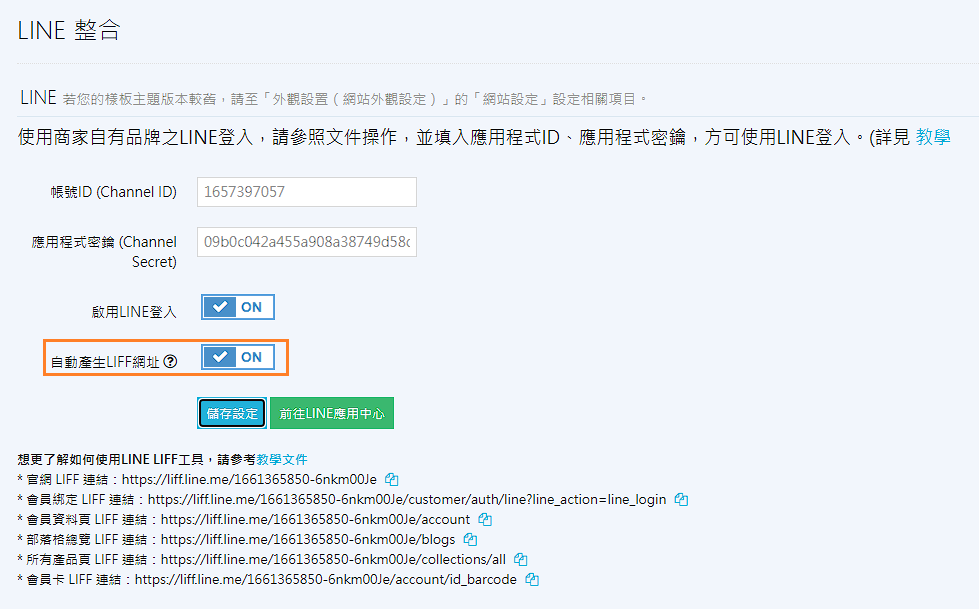 LINE 整合
LINE 若您的樣板主題版本較舊，請至「外觀設置（網站外觀設定）」的「網站設定」設定相關項目。
使用商家自有品牌之LINE登入，請參照文件操作，並填入應用程式ID、應用程式密鑰，方可使用LINE登入。(詳見 教學
帳號ID (Channel ID)
1657397057
應用程式密鑰 (Channel
Secret)
09b0c042a455a908a38749d58c
啟用LINE登入
ON
自動產生LIFF網址
ON
儲存設定
前往LINE應用中心
想更了解如何使用LINE LIFF工具，請參考教學文件
* 官網 LIFF 連結：https://liff.line.me/1661365850-6nkm00Je
* 會員綁定 LIFF 連結：https://liff.line.me/1661365850-6nkm00Je/customer/auth/line?line_action=line_login
* 會員資料頁 LIFF 連結：https://liff.line.me/1661365850-6nkm00Je/account
* 部落格總覽 LIFF 連結：https://liff.line.me/1661365850-6nkm00Je/blogs
* 所有產品頁 LIFF 連結：https://liff.line.me/1661365850-6nkm00Je/collections/all
* 會員卡 LIFF 連結：https://liff.line.me/1661365850-6nkm00Je/account/id_barcode